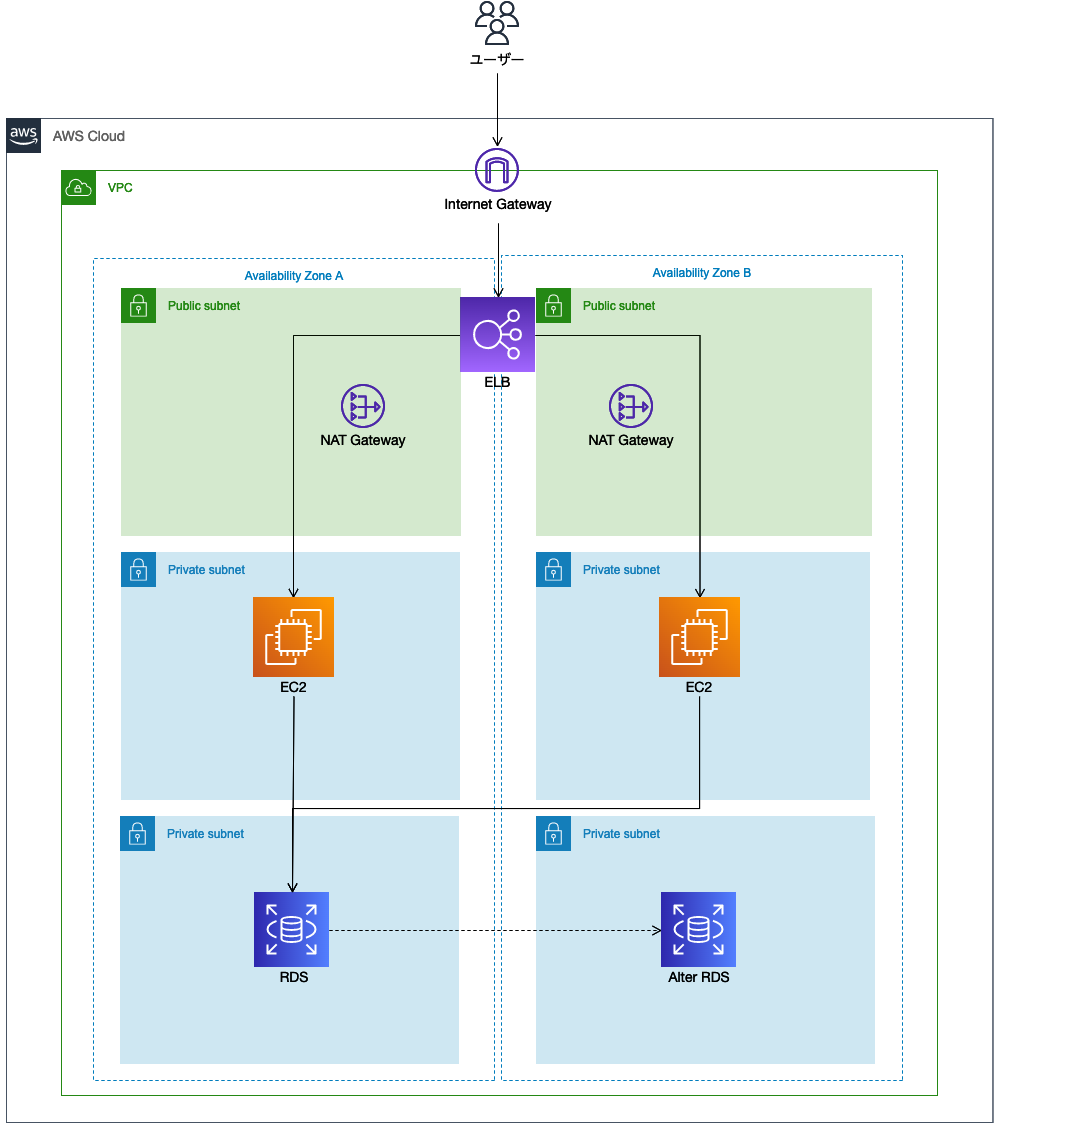 ユーザー
aws
AWS Cloud
VPC
Internet Gateway
Availability Zone A
Availability Zone B
Public subnet
Public subnet
ELB
NAT Gateway
NAT Gateway
Private subnet
Private subnet
EC2
EC2
Private subnet
Private subnet
RDS
Alter RDS